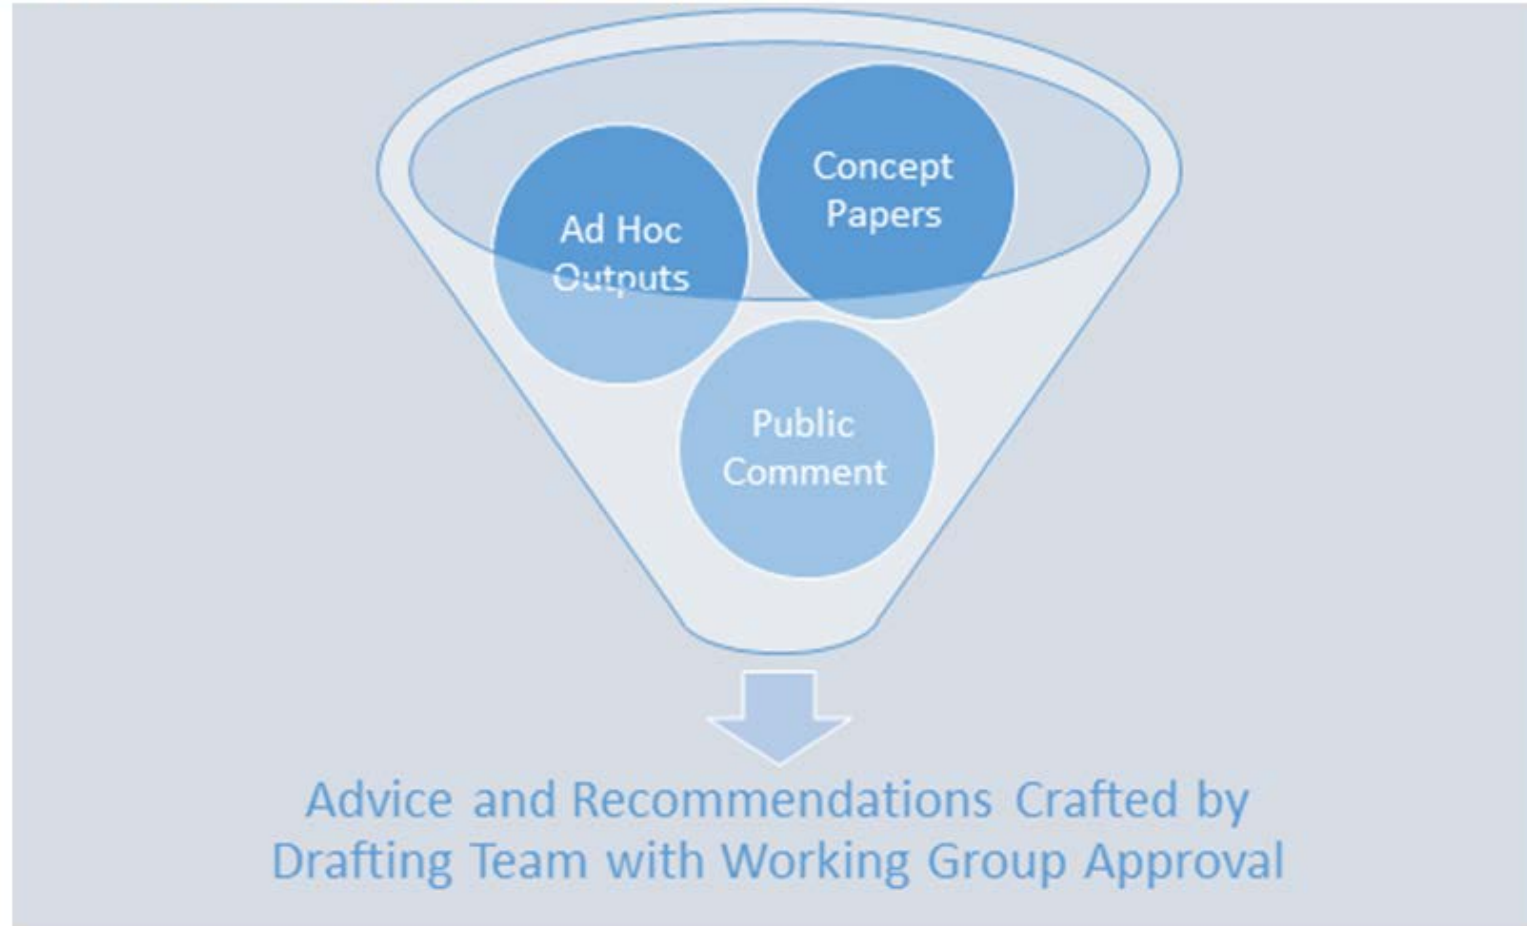 Concept
Papers
Ad Hoc
Outputs
Public
Comment
Advice and Recommendations Crafted by
Drafting Team with Working Group Approval